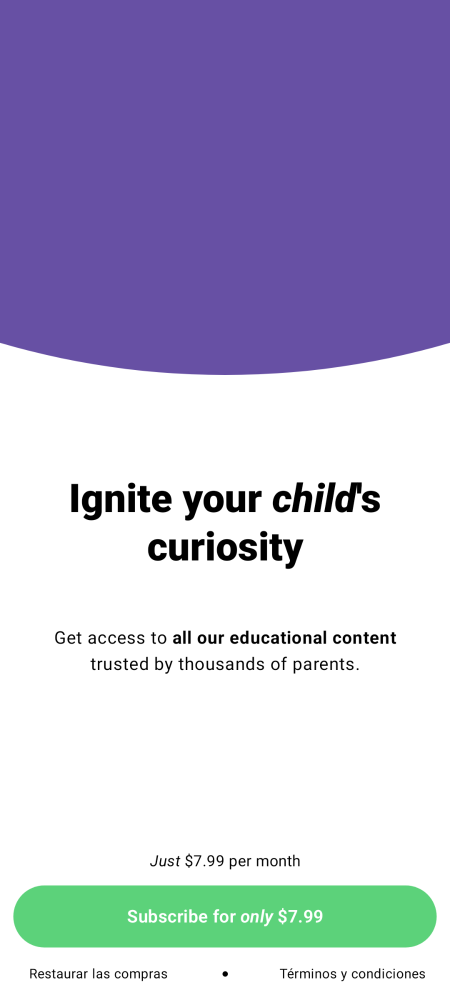 Ignite your child's
curiosity
Get access to all our educational content
trusted by thousands of parents.
Just $7.99 per month
Subscribe for only $7.99
Restaurar las compras • Términos y condiciones